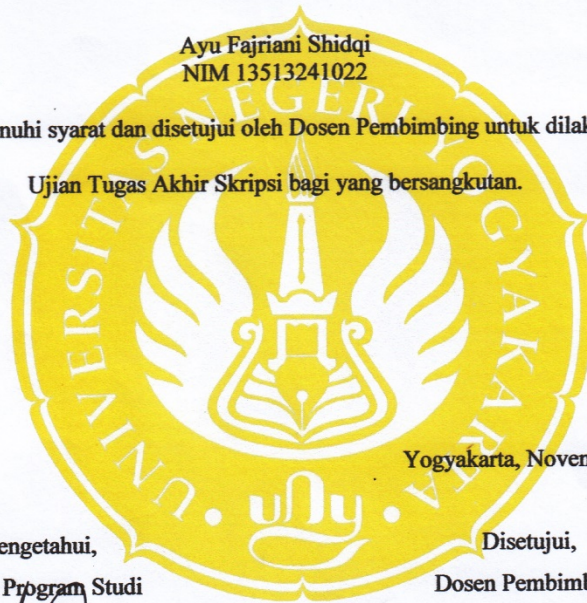 Ayu Fajriani Shidqi
NIM 13513241022
nuhi syarat dan disetujui oleh Dosen Pembimbing untuk dilak
Ujian Tugas Akhir Skripsi bagi yang bersangkutan.
UNIVERSITAS NEGERI YOGYAKARTA
Yogyakarta, Noven
uny
engetahui,
Disetujui,
Program Studi
Dosen Pembimb